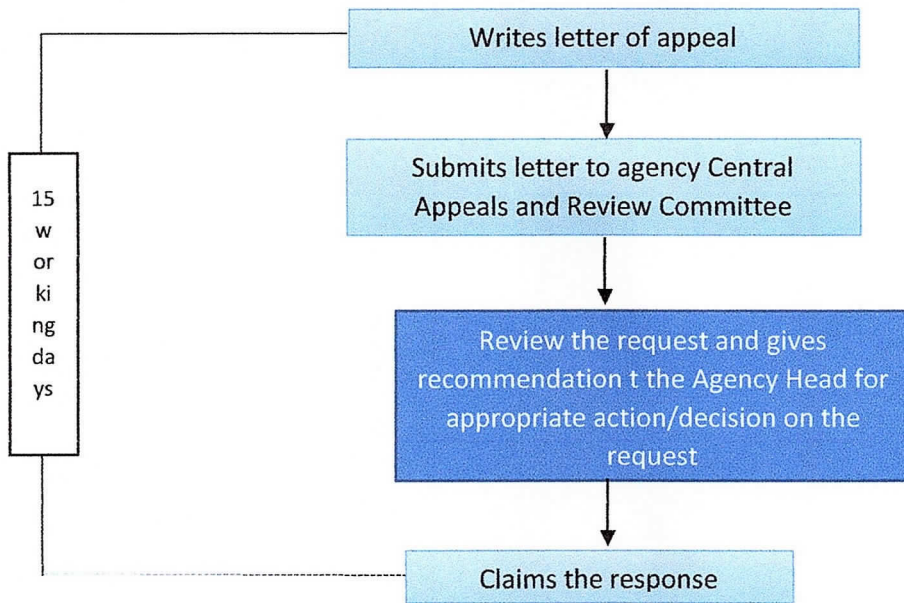 Writes letter of appeal
Submits letter to agency Central
Appeals and Review Committee
15
w
or
ki
ng
da
ys
Review the request and gives
recommendation t the Agency Head for
appropriate action/decision on the
request
Claims the response